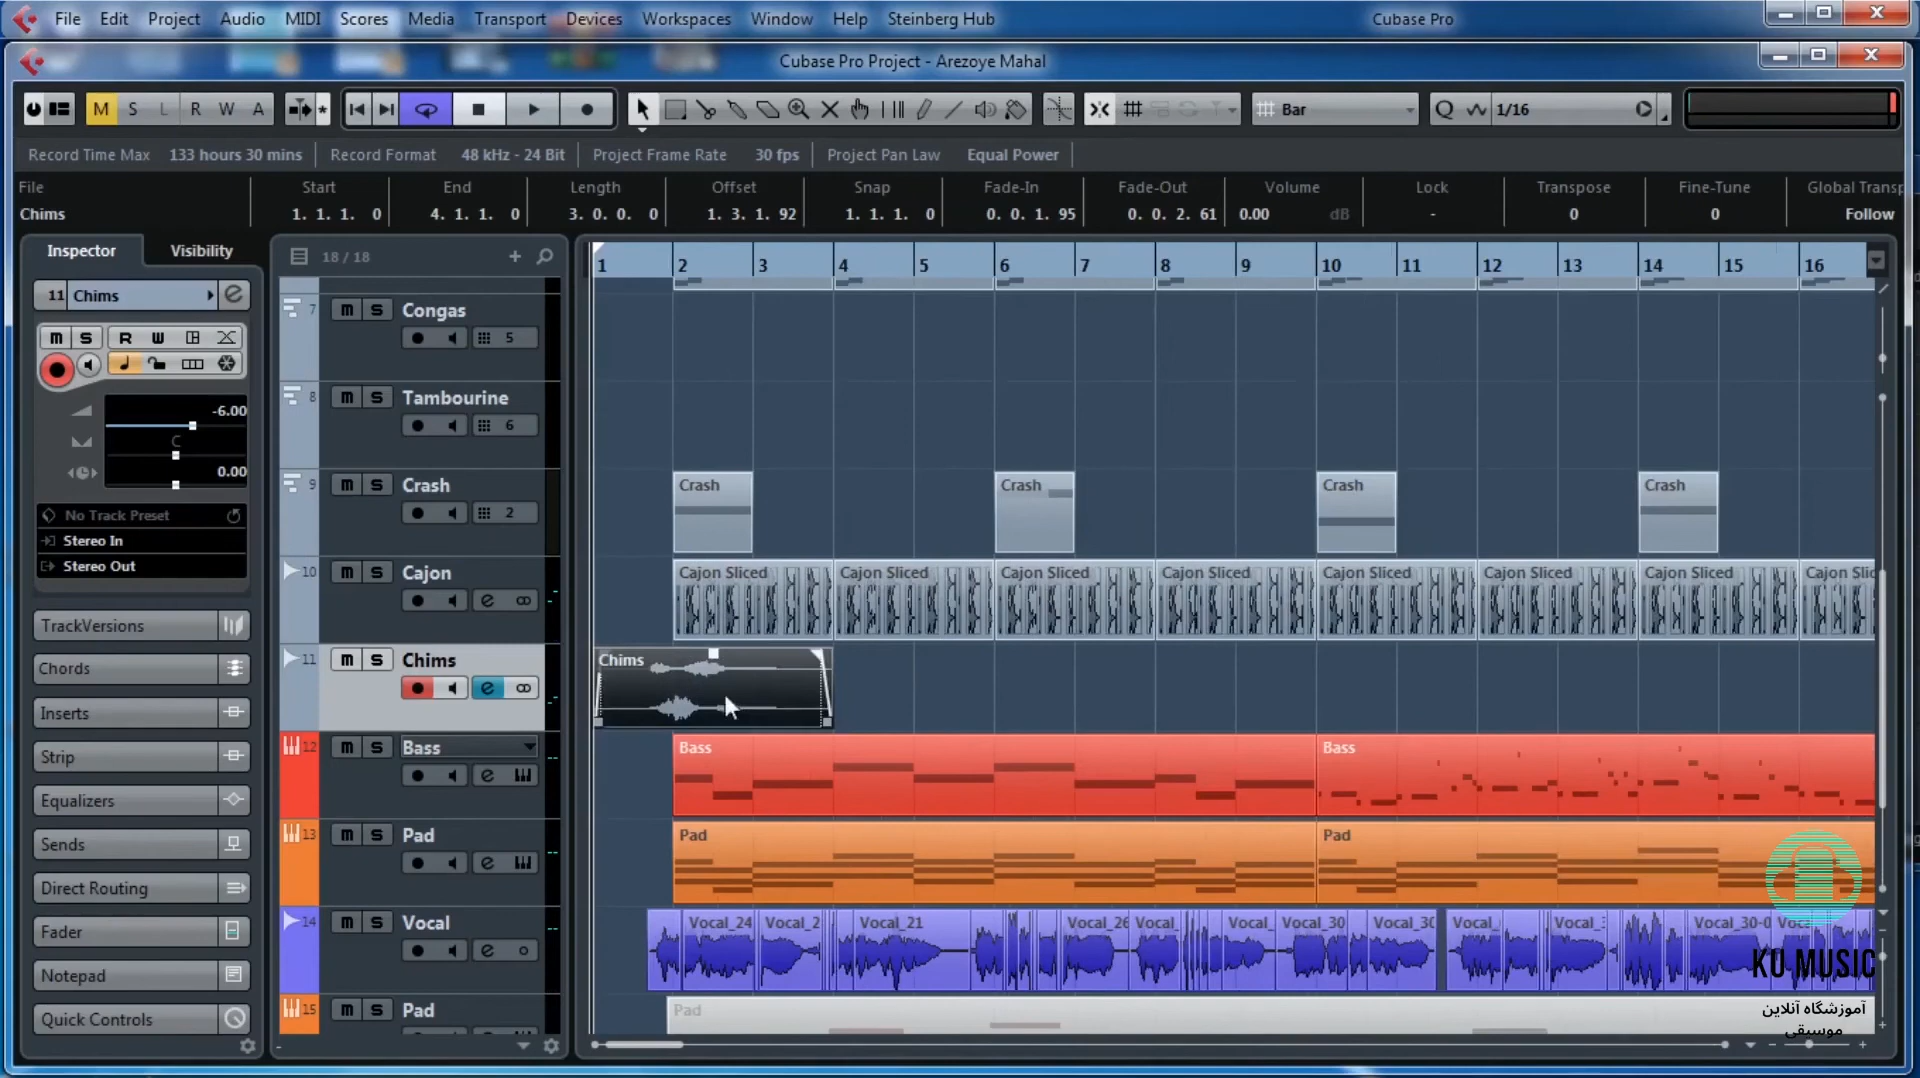 File Edit Project Audio MIDI Scores Media Transport Devices Workspaces Window Help Steinberg Hub Cubase Pro
Cubase Pro Project - Arezoye Mahal
M S L R W A Bar Q 1/16
Record Time Max 133 hours 30 mins Record Format 48 kHz - 24 Bit Project Frame Rate 30 fps Project Pan Law Equal Power
File Start End Length Offset Snap Fade-In Fade-Out Volume Lock Transpose Fine-Tune Global Transp
Chims 1. 1. 1. 0 4. 1. 1. 0 3. 0. 0. 0 1. 3. 1. 92 1. 1. 1. 0 0. 0. 1. 95 0. 0. 2. 61 0.00 dB - 0 0 Follow
Inspector Visibility
18 / 18
1 2 3 4 5 6 7 8 9 10 11 12 13 14 15 16
11 Chims
m S R W
-6.00
C
0.00
No Track Preset
Stereo In
Stereo Out
TrackVersions
Chords
Inserts
Strip
Equalizers
Sends
Direct Routing
Fader
Notepad
Quick Controls
7 m S Congas
5
8 m S Tambourine
6
9 m S Crash
2
10 m S Cajon
11 m S Chims
12 m S Bass
13 m S Pad
14 m S Vocal
15 m S Pad
Crash Crash Crash Crash
Cajon Sliced Cajon Sliced Cajon Sliced Cajon Sliced Cajon Sliced Cajon Sliced Cajon Sliced Cajon Slic
Chims
Bass Bass
Pad Pad
Vocal_24 Vocal_2 Vocal_21 Vocal_26 Vocal_ Vocal_ Vocal_30 Vocal_30 Vocal_ Vocal_3 Vocal_30-0
Pad
KU MUSIC
آموزشگاه آنلاین
موسیقی